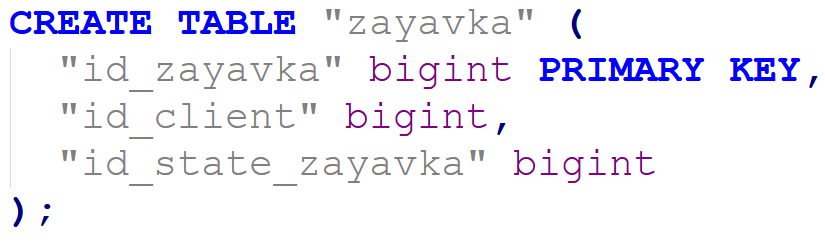 CREATE TABLE "zayavka" (
  "id_zayavka" bigint PRIMARY KEY,
  "id_client" bigint,
  "id_state_zayavka" bigint
);